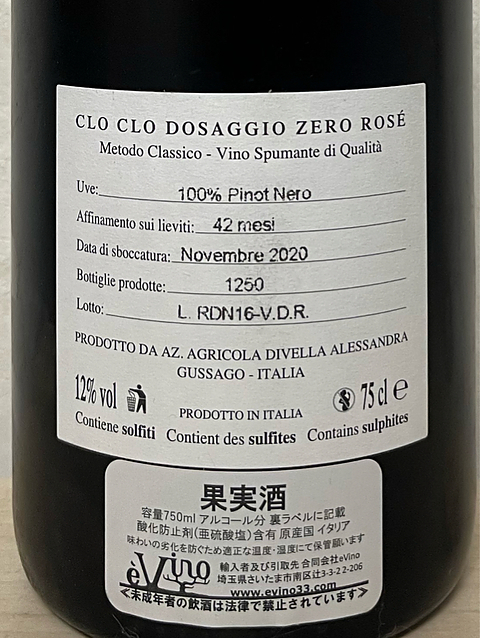 CLO CLO DOSAGGIO ZERO ROSÉ
Metodo Classico - Vino Spumante di Qualità
Uve: 100% Pinot Nero
Affinamento sui lieviti: 42 mesi
Data di sboccatura: Novembre 2020
Bottiglie prodotte: 1250
Lotto: L. RDN16-V.D.R.
PRODOTTO DA AZ. AGRICOLA DIVELLA ALESSANDRA
GUSSAGO - ITALIA
12% vol PRODOTTO IN ITALIA 75 cl e
Contiene solfiti Contient des sulfites Contains sulphites
果実酒
容量750ml アルコール分 裏ラベルに記載
酸化防止剤(亜硫酸塩)含有 原産国 イタリア
味わいの劣化を防ぐため適正な温度・湿度にて保管願います
èVino 輸入者及び引取先 合同会社eVino
埼玉県さいたま市南区辻3-3-22-206
www.evino33.com
≪未成年者の飲酒は法律で禁止されています≫